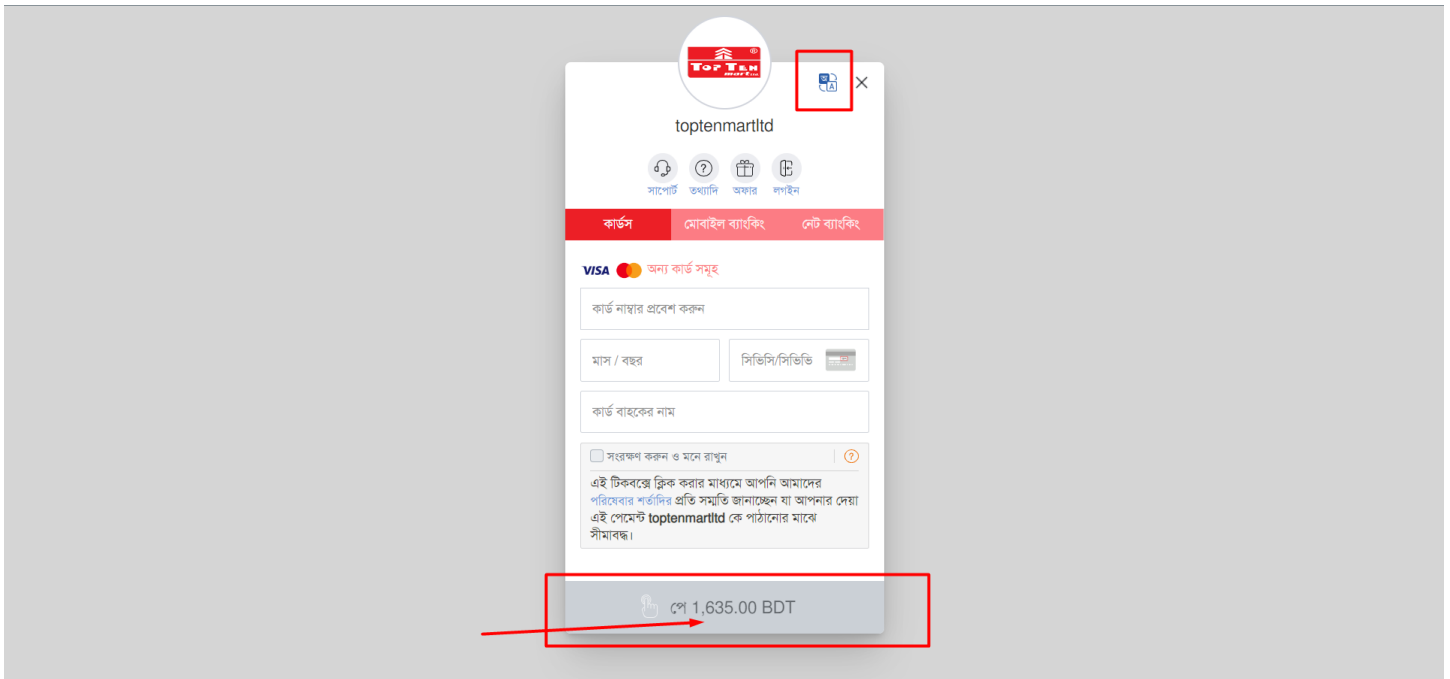 TOP TEN ®
mart LTD
অ A
toptenmartltd
সাপোর্ট তথ্যাদি অফার লগইন
কার্ডস মোবাইল ব্যাংকিং নেট ব্যাংকিং
VISA অন্য কার্ড সমূহ
কার্ড নাম্বার প্রবেশ করুন
মাস / বছর সিভিসি/সিভিভি
কার্ড বাহকের নাম
সংরক্ষণ করুন ও মনে রাখুন ?
এই টিকবক্সে ক্লিক করার মাধ্যমে আপনি আমাদের
পরিষেবার শর্তাদির প্রতি সম্মতি জানাচ্ছেন যা আপনার দেয়া
এই পেমেন্ট toptenmartltd কে পাঠানোর মাঝে
সীমাবদ্ধ।
পে 1,635.00 BDT